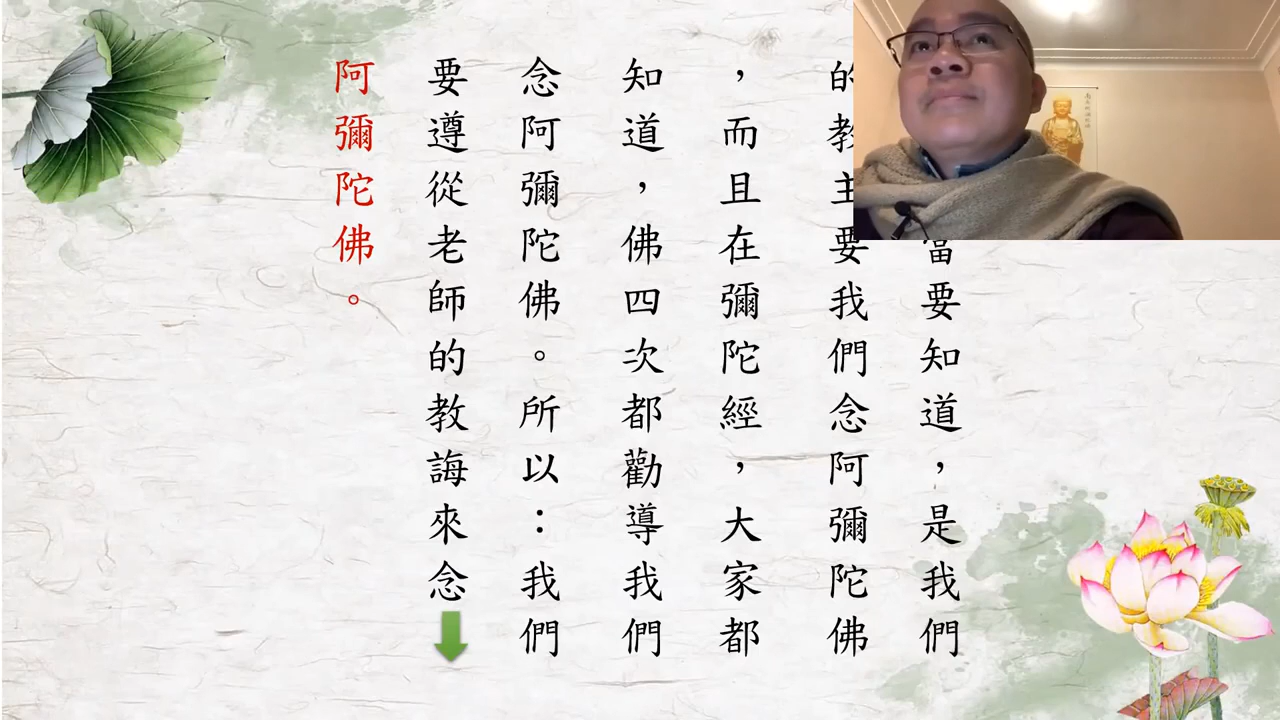 當要知道，是我們
的教主要我們念阿彌陀佛
，而且在彌陀經，大家都
知道，佛四次都勸導我們
念阿彌陀佛。所以：我們
要遵從老師的教誨來念
阿彌陀佛。